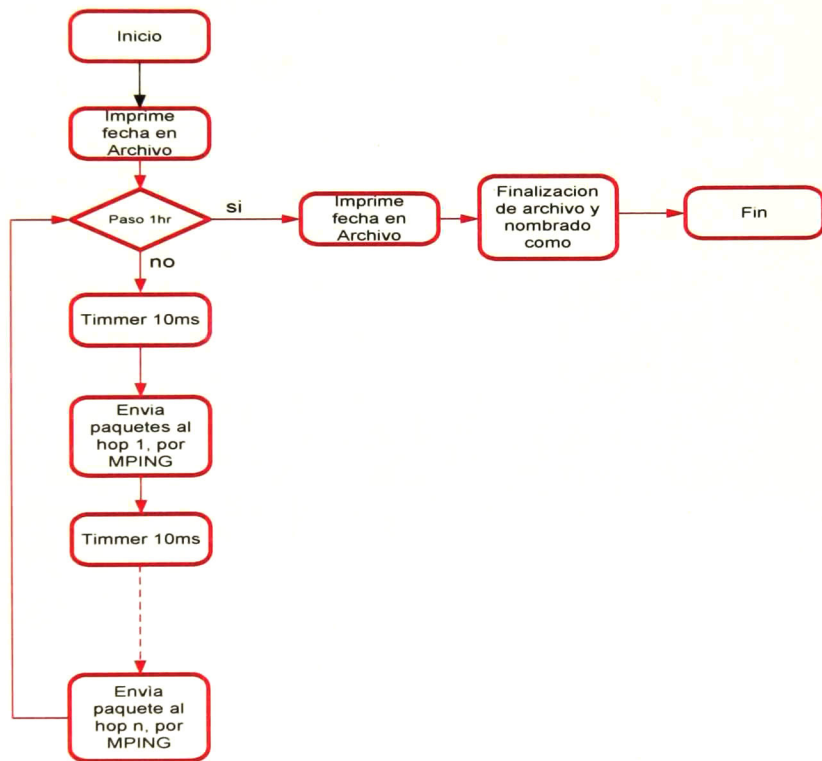 Inicio
Imprime
fecha en
Archivo
Paso 1hr
si
no
Imprime
fecha en
Archivo
Finalizacion
de archivo y
nombrado
como
Fin
Timmer 10ms
Envia
paquetes al
hop 1, por
MPING
Timmer 10ms
Envìa
paquete al
hop n, por
MPING